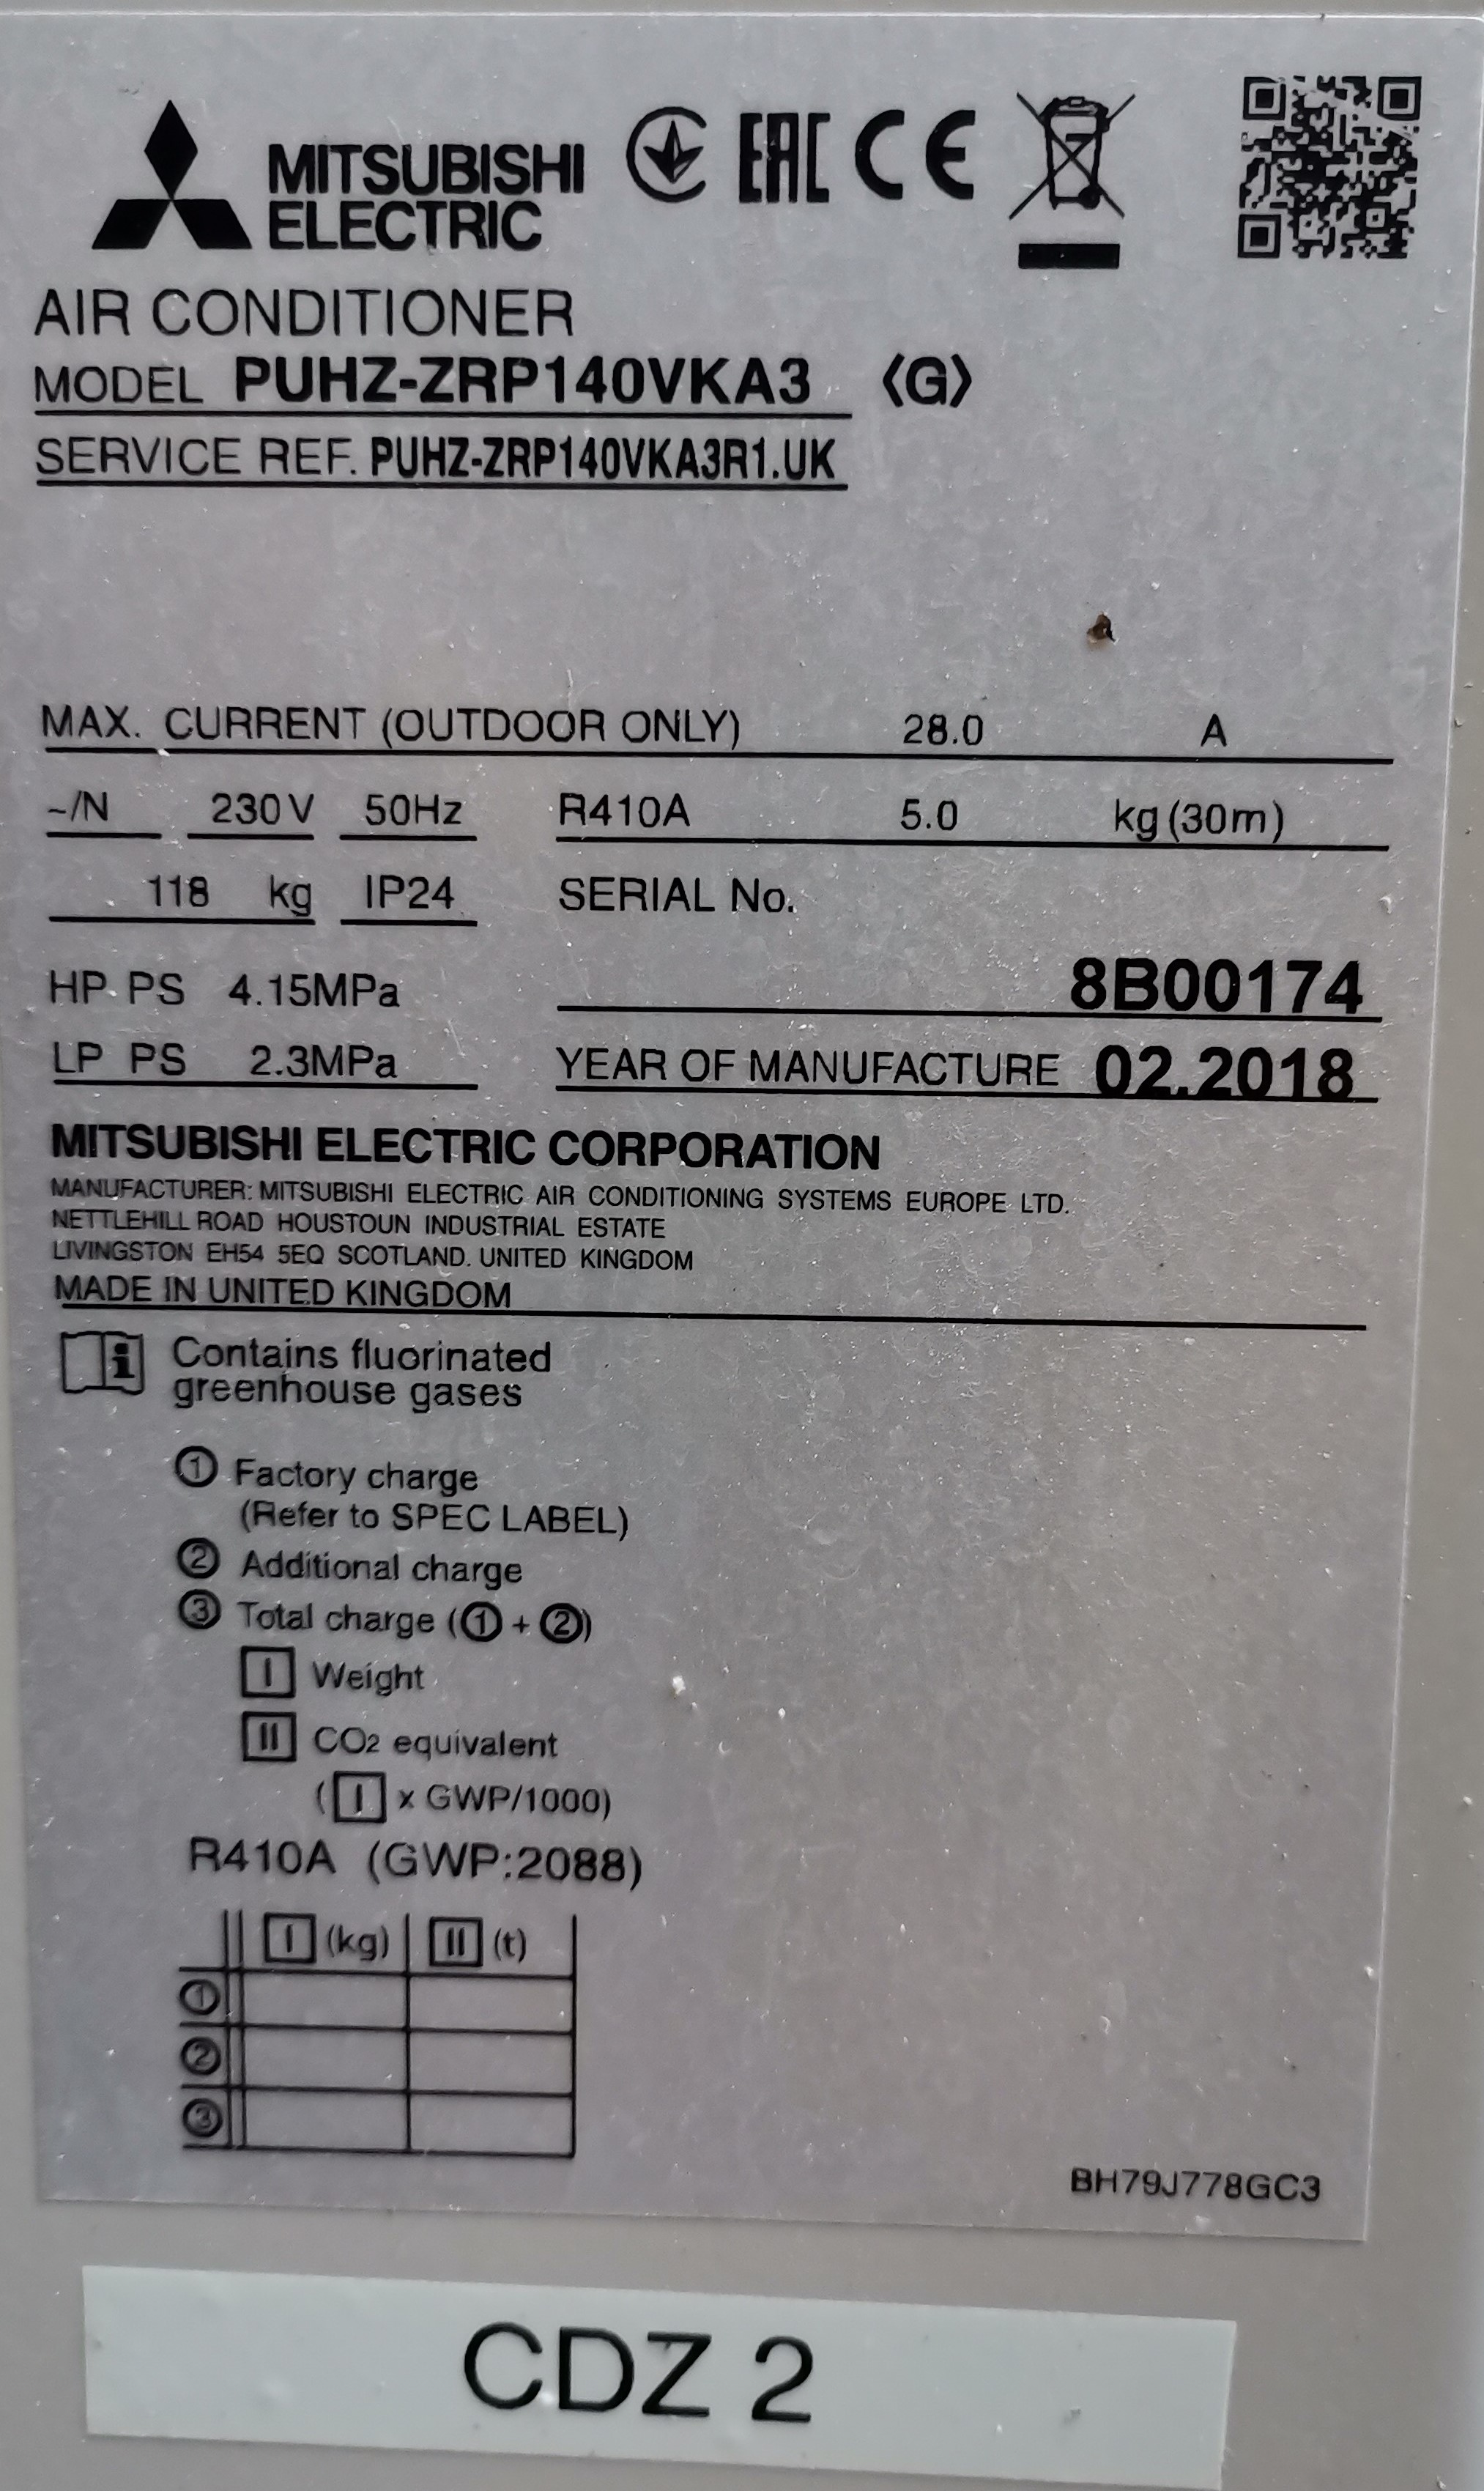 MITSUBISHI
ELECTRIC
EAC CE
AIR CONDITIONER
MODEL PUHZ-ZRP140VKA3 〈G〉
SERVICE REF. PUHZ-ZRP140VKA3R1.UK
MAX. CURRENT (OUTDOOR ONLY) 28.0 A
~/N 230V 50Hz R410A 5.0 kg(30m)
118 kg IP24 SERIAL No.
HP PS 4.15MPa 8B00174
LP PS 2.3MPa YEAR OF MANUFACTURE 02.2018
MITSUBISHI ELECTRIC CORPORATION
MANUFACTURER: MITSUBISHI ELECTRIC AIR CONDITIONING SYSTEMS EUROPE LTD.
NETTLEHILL ROAD HOUSTOUN INDUSTRIAL ESTATE
LIVINGSTON EH54 5EQ SCOTLAND. UNITED KINGDOM
MADE IN UNITED KINGDOM
i Contains fluorinated
greenhouse gases
① Factory charge
(Refer to SPEC LABEL)
② Additional charge
③ Total charge (① + ②)
I Weight
II CO2 equivalent
(I x GWP/1000)
R410A (GWP:2088)
I (kg) II (t)
①
②
③
BH79J778GC3
CDZ 2